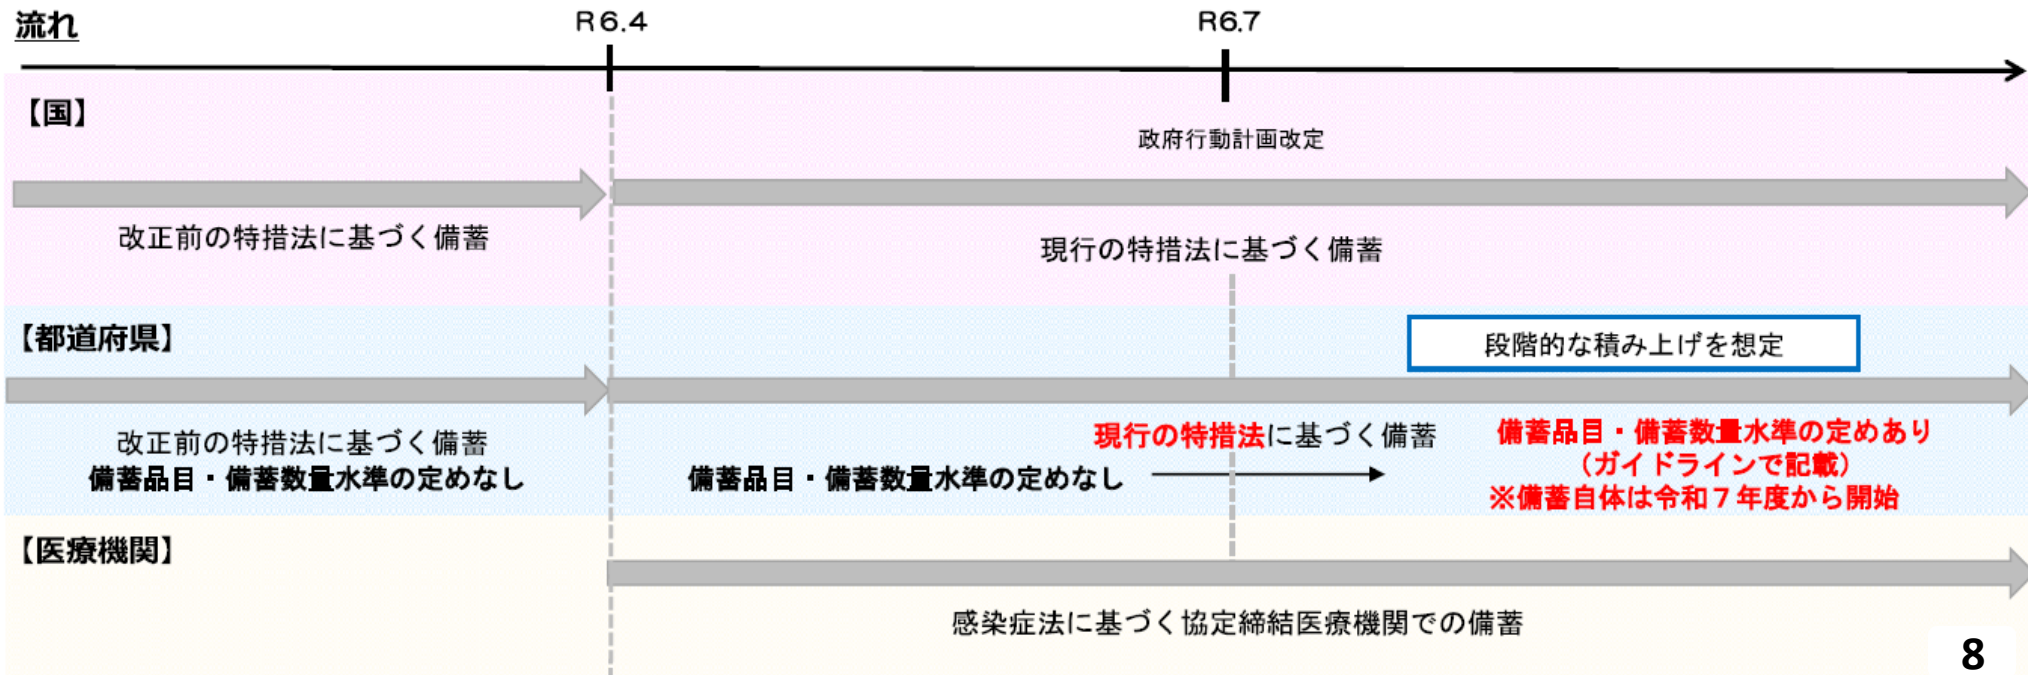 流れ
R6.4
R6.7
【国】
政府行動計画改定
改正前の特措法に基づく備蓄
現行の特措法に基づく備蓄
【都道府県】
段階的な積み上げを想定
改正前の特措法に基づく備蓄
備蓄品目・備蓄数量水準の定めなし
備蓄品目・備蓄数量水準の定めなし
現行の特措法に基づく備蓄
備蓄品目・備蓄数量水準の定めあり
（ガイドラインで記載）
※備蓄自体は令和７年度から開始
【医療機関】
感染症法に基づく協定締結医療機関での備蓄
8